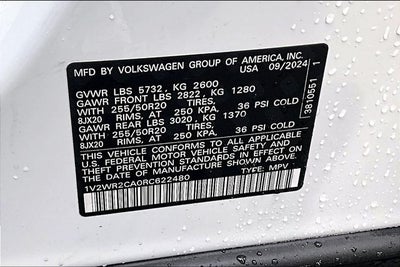 MFD BY VOLKSWAGEN GROUP OF AMERICA, INC.
USA 09/2024
GVWR LBS 5732, KG 2600
GAWR FRONT LBS 2822, KG 1280
WITH 255/50R20 TIRES.
8JX20 RIMS. AT 250 KPA. 36 PSI COLD
GAWR REAR LBS 3020, KG 1370
WITH 255/50R20 TIRES.
8JX20 RIMS. AT 250 KPA. 36 PSI COLD
THIS VEHICLE CONFORMS TO ALL APPLICABLE
U.S. FEDERAL MOTOR VEHICLE SAFETY AND
THEFT PREVENTION STANDARDS IN EFFECT ON
THE DATE OF MANUFACTURE SHOWN ABOVE.
1V2WR2CA0RC622480 TYPE: MPV
3810551 1